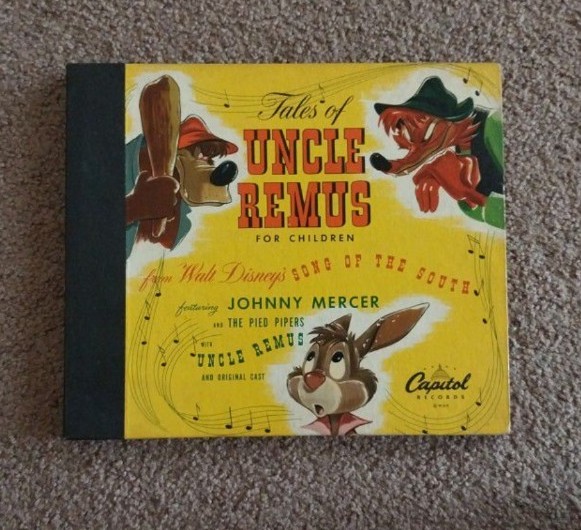 Tales of
UNCLE
REMUS
FOR CHILDREN
from Walt Disney's SONG OF THE SOUTH
featuring JOHNNY MERCER
AND THE PIED PIPERS
WITH
UNCLE REMUS
AND ORIGINAL CAST
Capitol
RECORDS